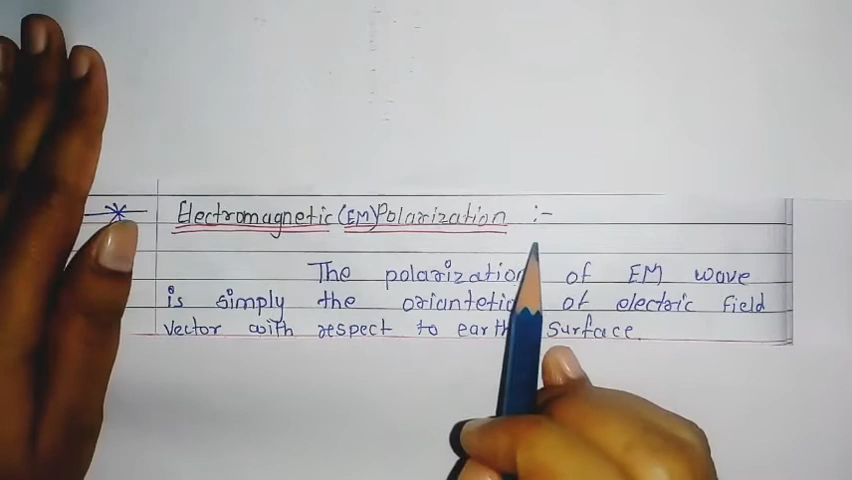 Electromagnetic (EM) Polarization :-
The polarization of EM wave
is simply the oriantetion of electric field
vector with respect to earth surface.